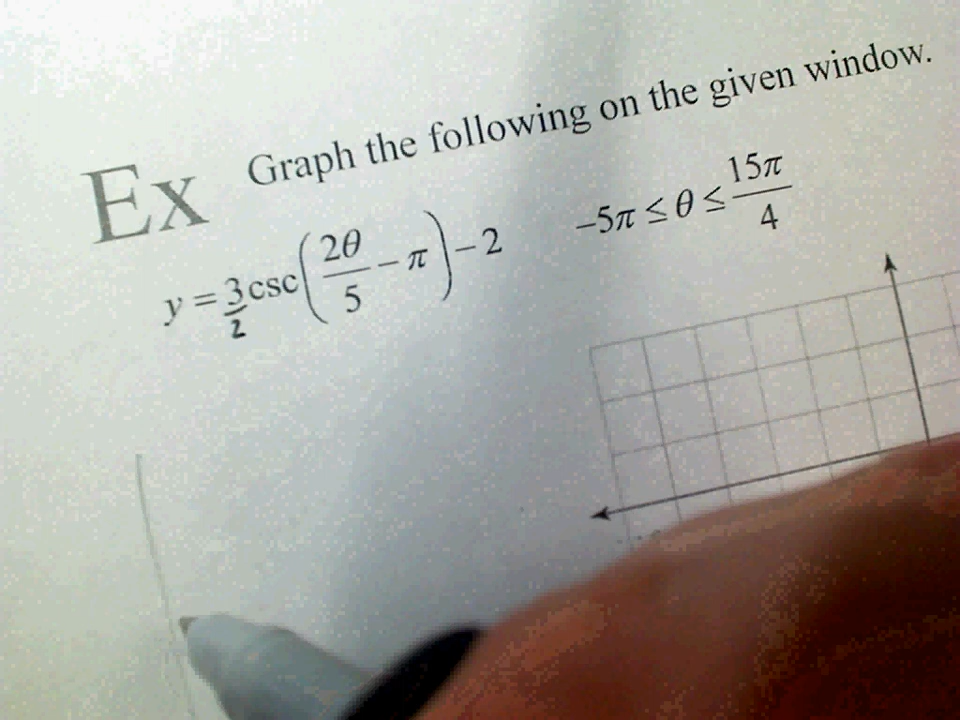 Ex Graph the following on the given window.
y = 3/2 csc(2θ/5 − π) − 2    −5π ≤ θ ≤ 15π/4